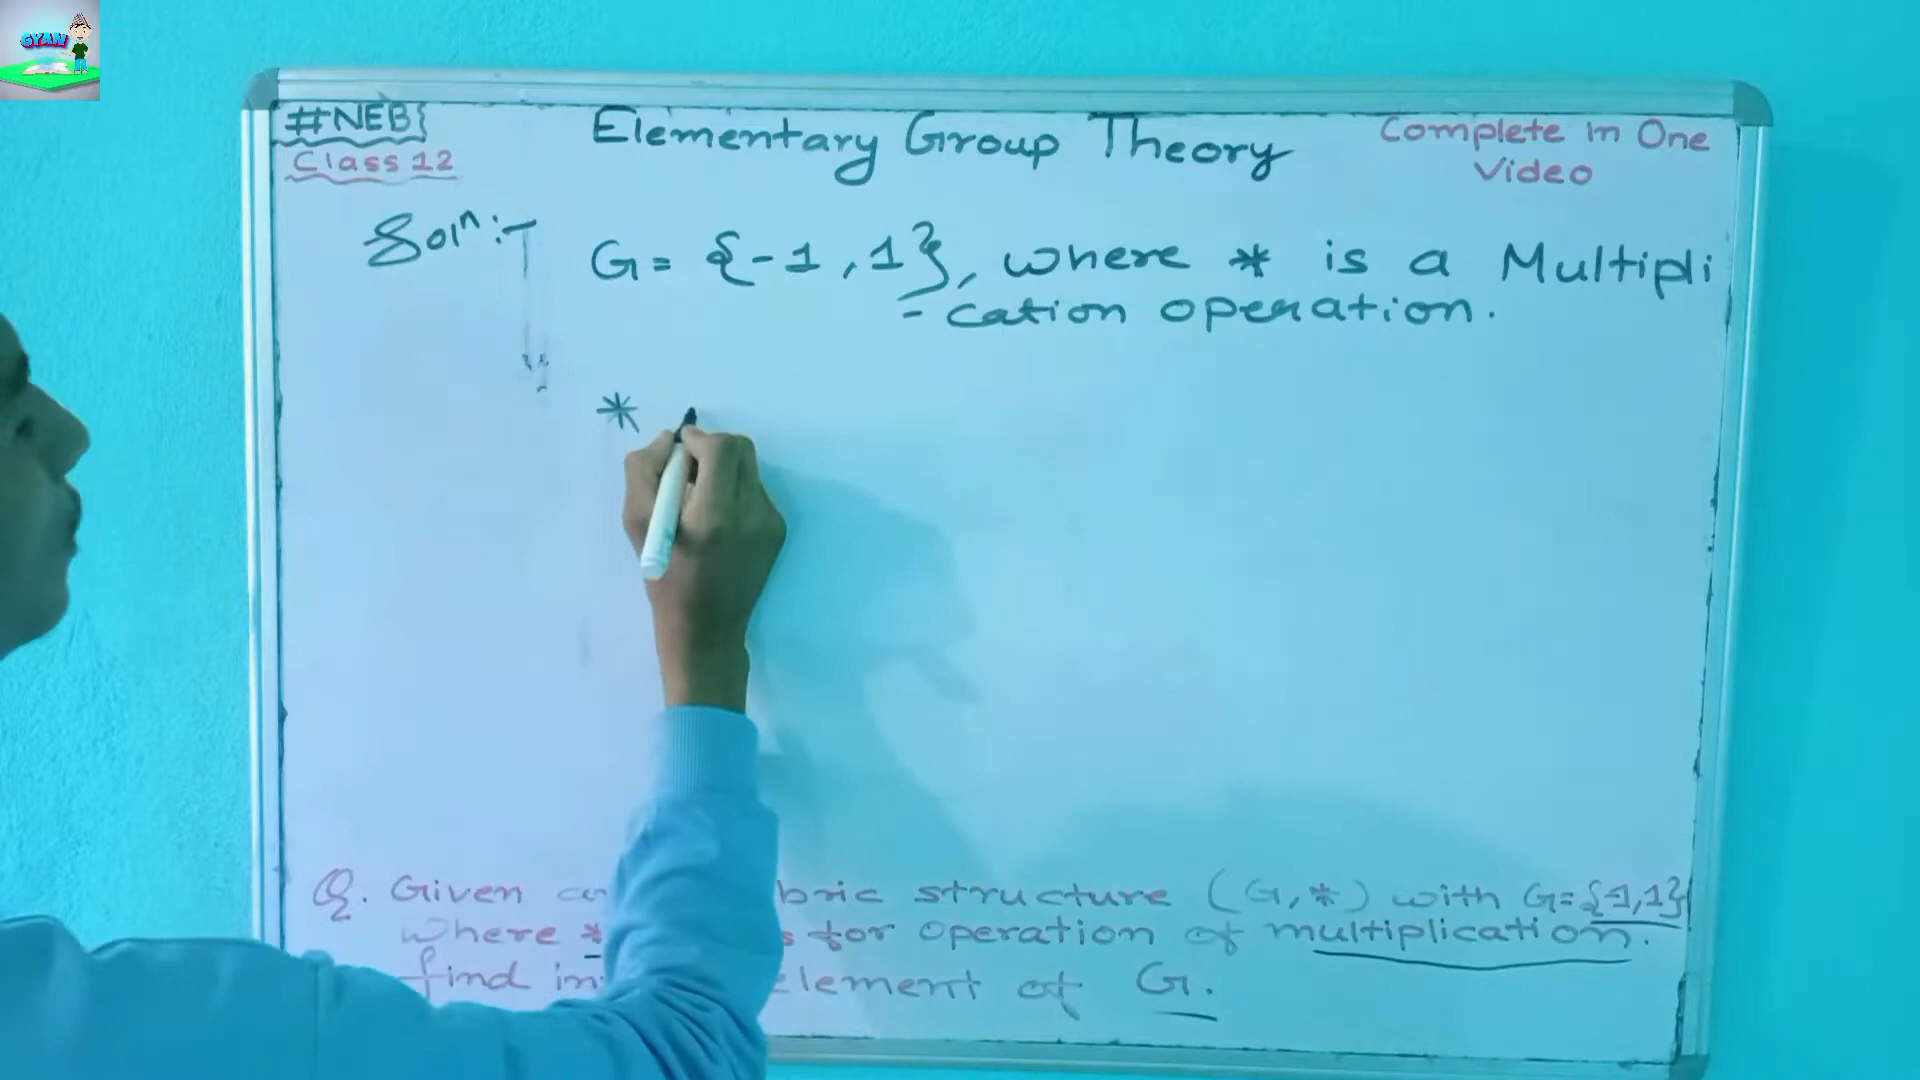 GYAN
#NEB
Class 12
Elementary Group Theory
Complete in One
Video
Solⁿ:-
G = {-1, 1}, where * is a Multipli
- cation operation.
*
Q. Given bric structure (G, *) with G={-1,1}
where * for operation of multiplication.
find element of G.